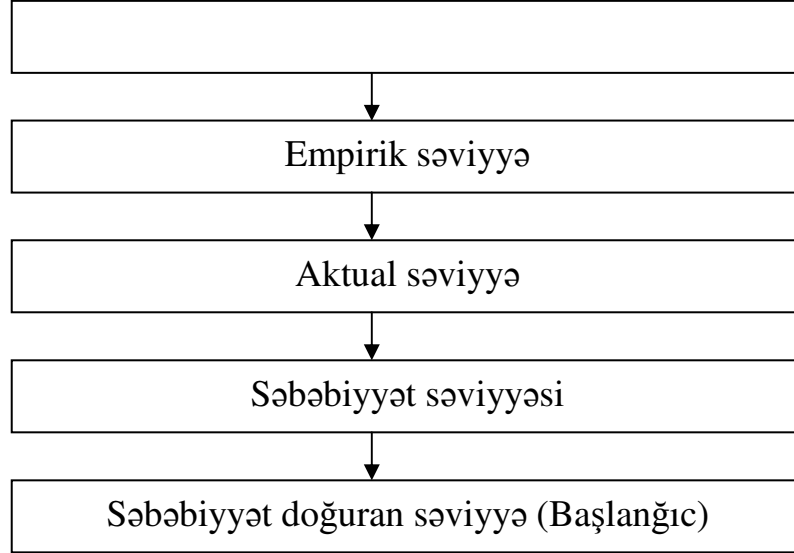 Empirik səviyyə
Aktual səviyyə
Səbəbiyyət səviyyəsi
Səbəbiyyət doğuran səviyyə (Başlanğıc)